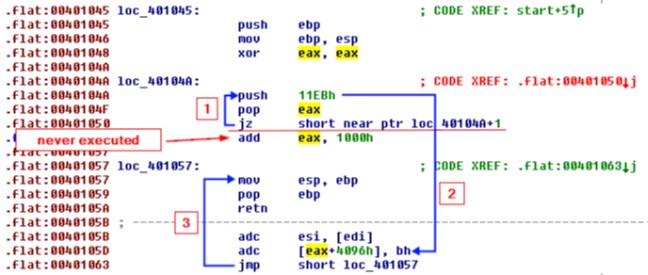 .flat:00401045 loc_401045: ; CODE XREF: start+5↑p
.flat:00401045 push ebp
.flat:00401046 mov ebp, esp
.flat:00401048 xor eax, eax
.flat:0040104A
.flat:0040104A loc_40104A: ; CODE XREF: .flat:00401050↓j
.flat:0040104A push 11EBh
.flat:0040104F pop eax
.flat:00401050 jz short near ptr loc_40104A+1
never executed add eax, 1000h
.flat:00401057
.flat:00401057 loc_401057: ; CODE XREF: .flat:00401063↓j
.flat:00401057 mov esp, ebp
.flat:00401059 pop ebp
.flat:0040105A retn
.flat:0040105B ;
.flat:0040105B adc esi, [edi]
.flat:0040105D adc [eax+4096h], bh
.flat:00401063 jmp short loc_401057
1
2
3